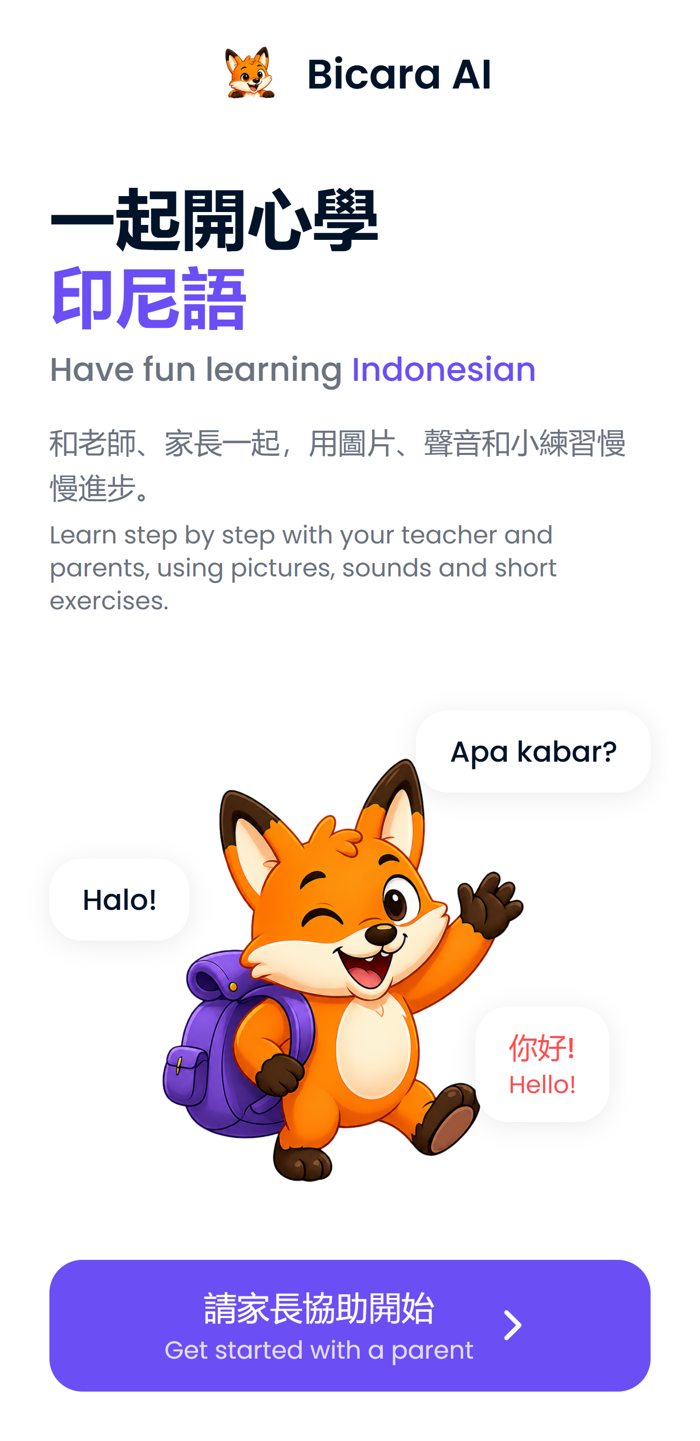 Bicara AI
一起開心學
印尼語
Have fun learning Indonesian
和老師、家長一起，用圖片、聲音和小練習慢
慢進步。
Learn step by step with your teacher and
parents, using pictures, sounds and short
exercises.
Apa kabar?
Halo!
你好!
Hello!
請家長協助開始
Get started with a parent